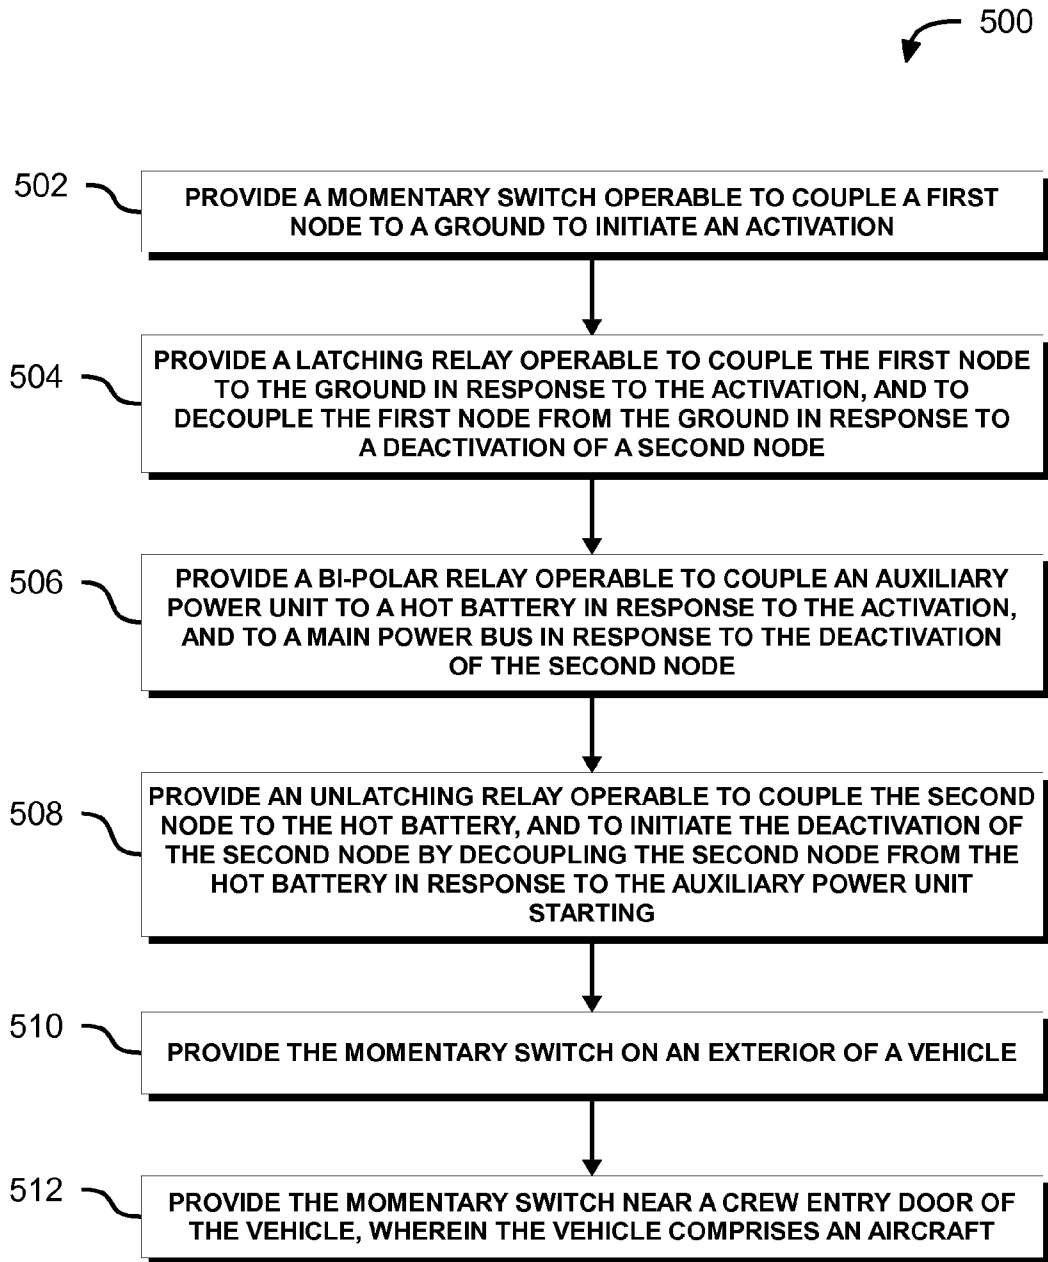 500
502
PROVIDE A MOMENTARY SWITCH OPERABLE TO COUPLE A FIRST
NODE TO A GROUND TO INITIATE AN ACTIVATION
504
PROVIDE A LATCHING RELAY OPERABLE TO COUPLE THE FIRST NODE
TO THE GROUND IN RESPONSE TO THE ACTIVATION, AND TO
DECOUPLE THE FIRST NODE FROM THE GROUND IN RESPONSE TO
A DEACTIVATION OF A SECOND NODE
506
PROVIDE A BI-POLAR RELAY OPERABLE TO COUPLE AN AUXILIARY
POWER UNIT TO A HOT BATTERY IN RESPONSE TO THE ACTIVATION,
AND TO A MAIN POWER BUS IN RESPONSE TO THE DEACTIVATION
OF THE SECOND NODE
508
PROVIDE AN UNLATCHING RELAY OPERABLE TO COUPLE THE SECOND
NODE TO THE HOT BATTERY, AND TO INITIATE THE DEACTIVATION OF
THE SECOND NODE BY DECOUPLING THE SECOND NODE FROM THE
HOT BATTERY IN RESPONSE TO THE AUXILIARY POWER UNIT
STARTING
510
PROVIDE THE MOMENTARY SWITCH ON AN EXTERIOR OF A VEHICLE
512
PROVIDE THE MOMENTARY SWITCH NEAR A CREW ENTRY DOOR OF
THE VEHICLE, WHEREIN THE VEHICLE COMPRISES AN AIRCRAFT